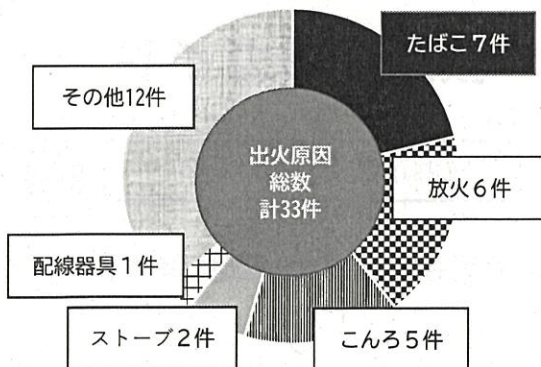 たばこ7件
その他12件
出火原因
総数
計33件
放火6件
配線器具1件
ストーブ2件
こんろ5件